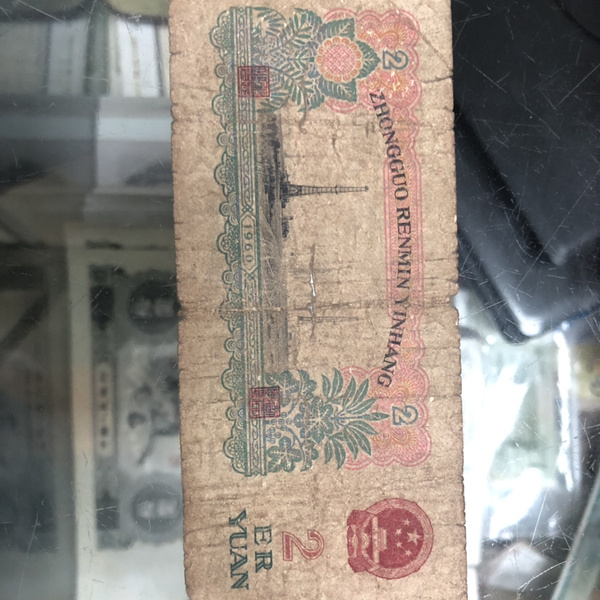 2
ZHONGGUO RENMIN YINHANG
2
1960
2
ER
YUAN